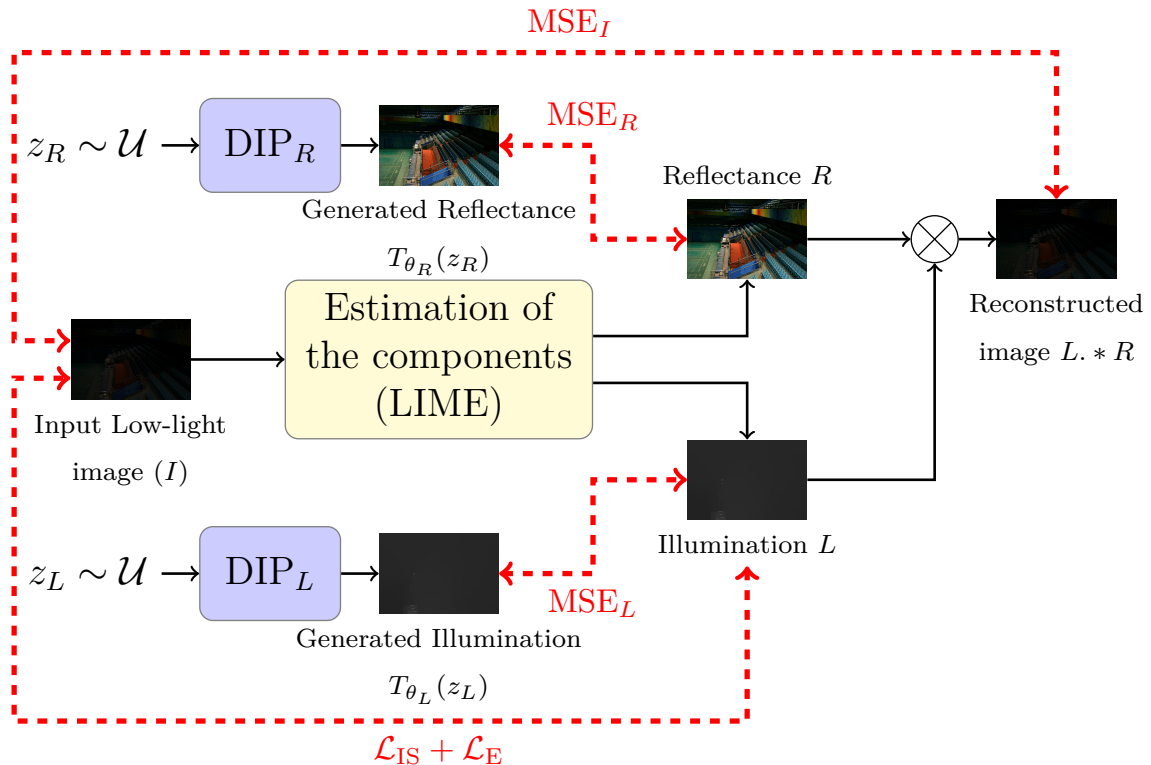 MSE_I
z_R ∼ 𝒰
DIP_R
MSE_R
Generated Reflectance
T_{θ_R}(z_R)
Reflectance R
Reconstructed
image L. ∗ R
Estimation of
the components
(LIME)
Input Low-light
image (I)
Illumination L
z_L ∼ 𝒰
DIP_L
MSE_L
Generated Illumination
T_{θ_L}(z_L)
ℒ_IS + ℒ_E